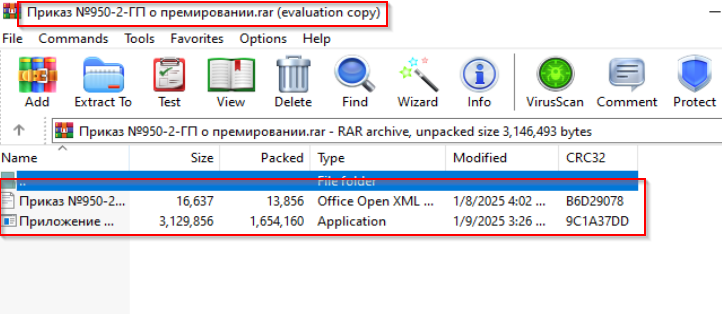 Приказ №950-2-ГП о премировании.rar (evaluation copy)
File Commands Tools Favorites Options Help
Add Extract To Test View Delete Find Wizard Info VirusScan Comment Protect
Приказ №950-2-ГП о премировании.rar - RAR archive, unpacked size 3,146,493 bytes
Name Size Packed Type Modified CRC32
.. File folder
Приказ №950-2... 16,637 13,856 Office Open XML ... 1/8/2025 4:02 ... B6D29078
Приложение ... 3,129,856 1,654,160 Application 1/9/2025 3:26 ... 9C1A37DD